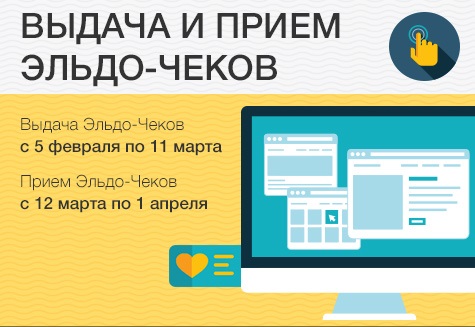 ВЫДАЧА И ПРИЕМ
ЭЛЬДО-ЧЕКОВ
Выдача Эльдо-Чеков
с 5 февраля по 11 марта
Прием Эльдо-Чеков
с 12 марта по 1 апреля